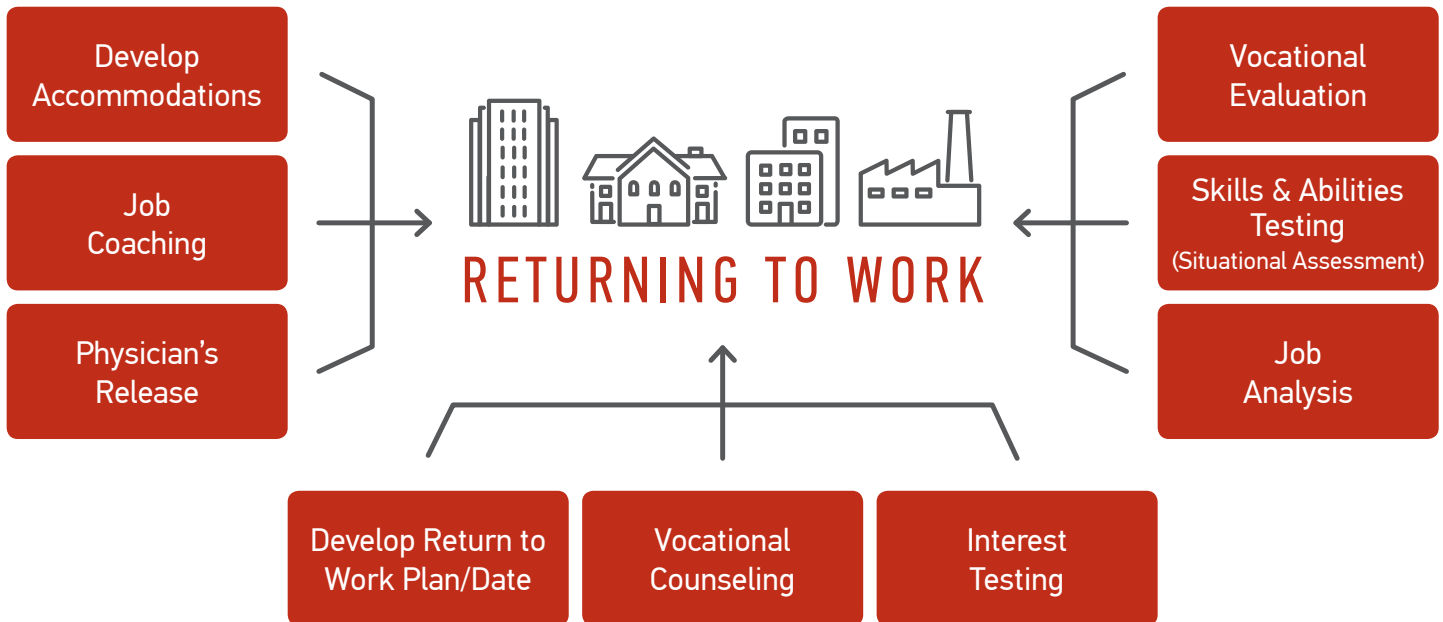 Develop
Accommodations
Job
Coaching
Physician's
Release
RETURNING TO WORK
Vocational
Evaluation
Skills & Abilities
Testing
(Situational Assessment)
Job
Analysis
Develop Return to
Work Plan/Date
Vocational
Counseling
Interest
Testing